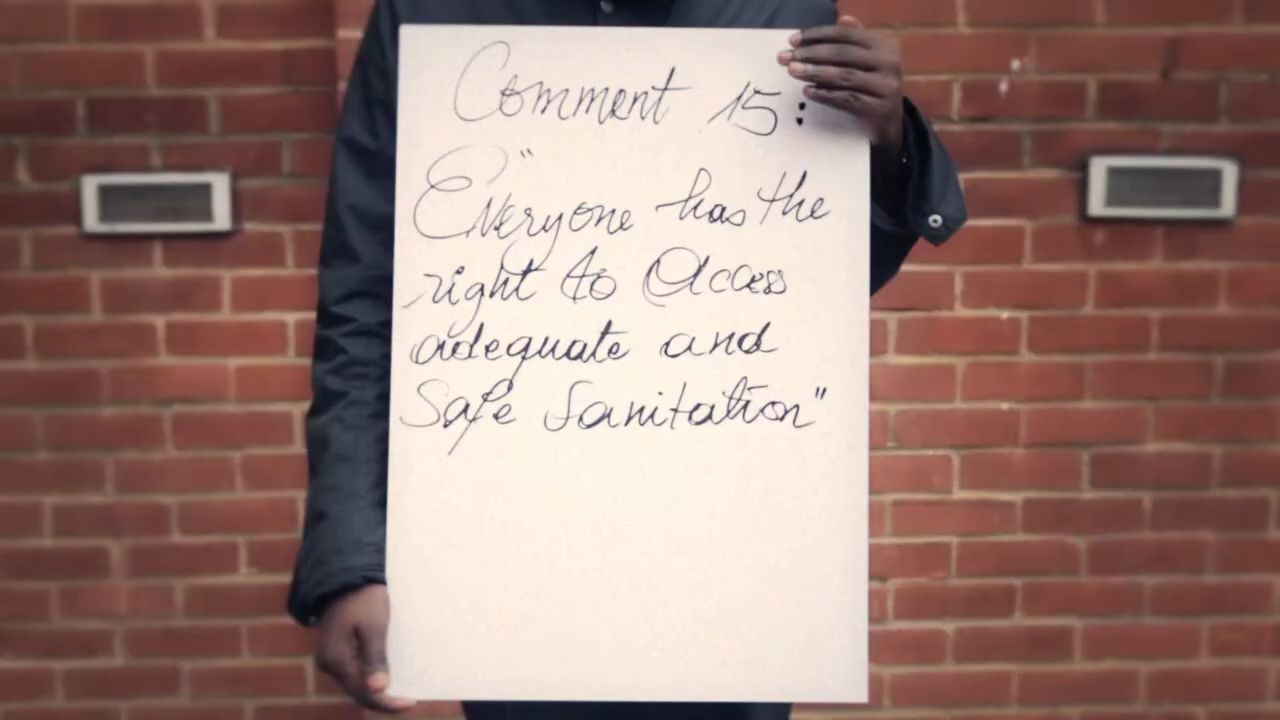 Comment 15:
"Everyone has the
right to Access
adequate and
Safe Sanitation"